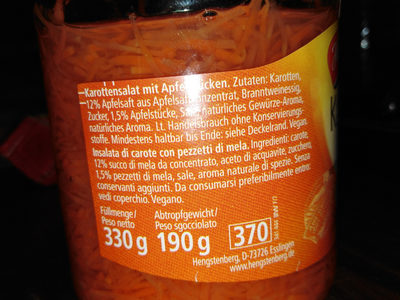 Karottensalat mit Apfelstücken. Zutaten: Karotten,
12% Apfelsaft aus Apfelsaftkonzentrat, Branntweinessig,
Zucker, 1,5% Apfelstücke, Salz, natürliches Gewürze-Aroma,
natürliches Aroma. Lt. Handelsbrauch ohne Konservierungs-
stoffe. Mindestens haltbar bis Ende: siehe Deckelrand. Vegan.
Insalata di carote con pezzetti di mela. Ingredienti: carote,
12% succo di mela da concentrato, aceto di acquavite, zucchero,
1,5% pezzetti di mela, sale, aroma naturale di spezie. Senza
conservanti aggiunti. Da consumarsi preferibilmente entro:
vedi coperchio. Vegano.
Füllmenge/ Abtropfgewicht/
Peso netto Peso sgocciolato
330 g 190 g 370
Hengstenberg, D-73726 Esslingen
www.hengstenberg.de